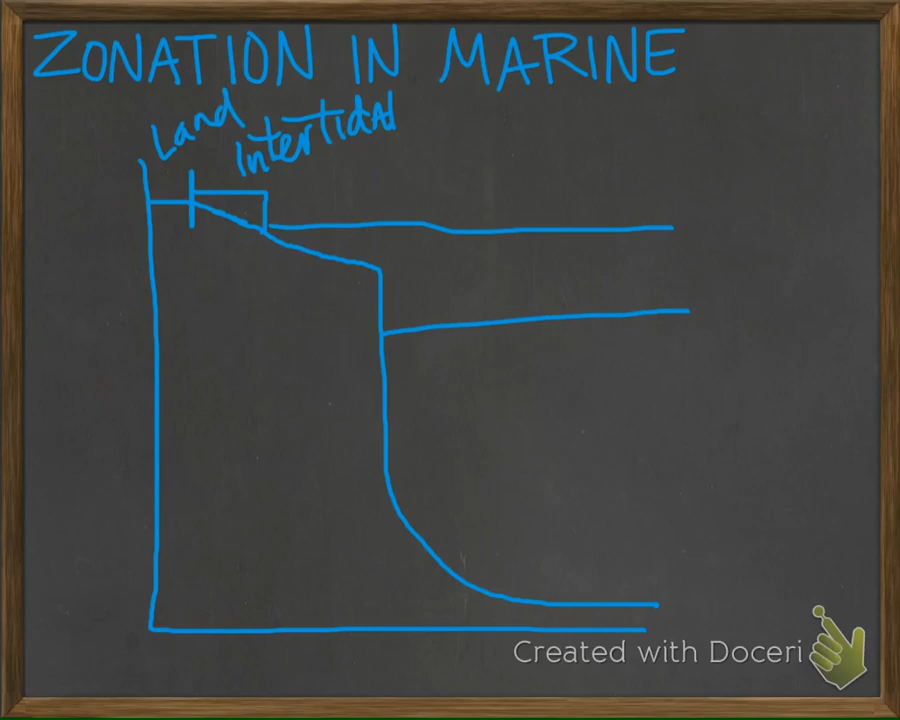 ZONATION IN MARINE
Land
IntertidAl
Created with Doceri